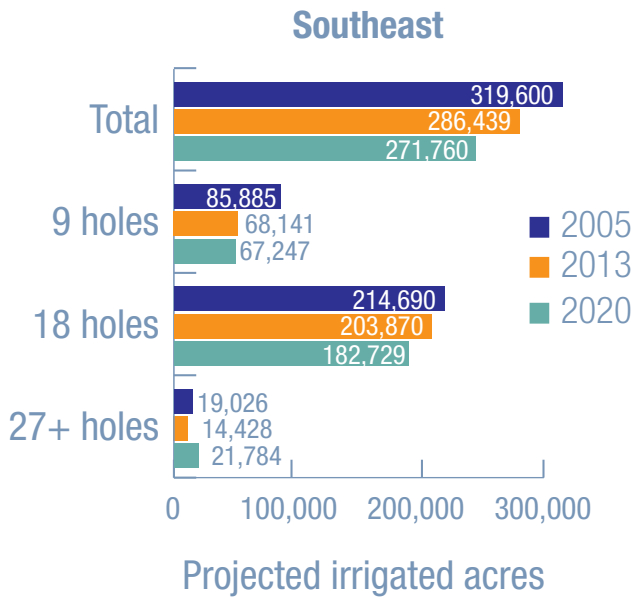 Southeast
Total
319,600
286,439
271,760
9 holes
85,885
68,141
67,247
18 holes
214,690
203,870
182,729
27+ holes
19,026
14,428
21,784
2005
2013
2020
0 100,000 200,000 300,000
Projected irrigated acres